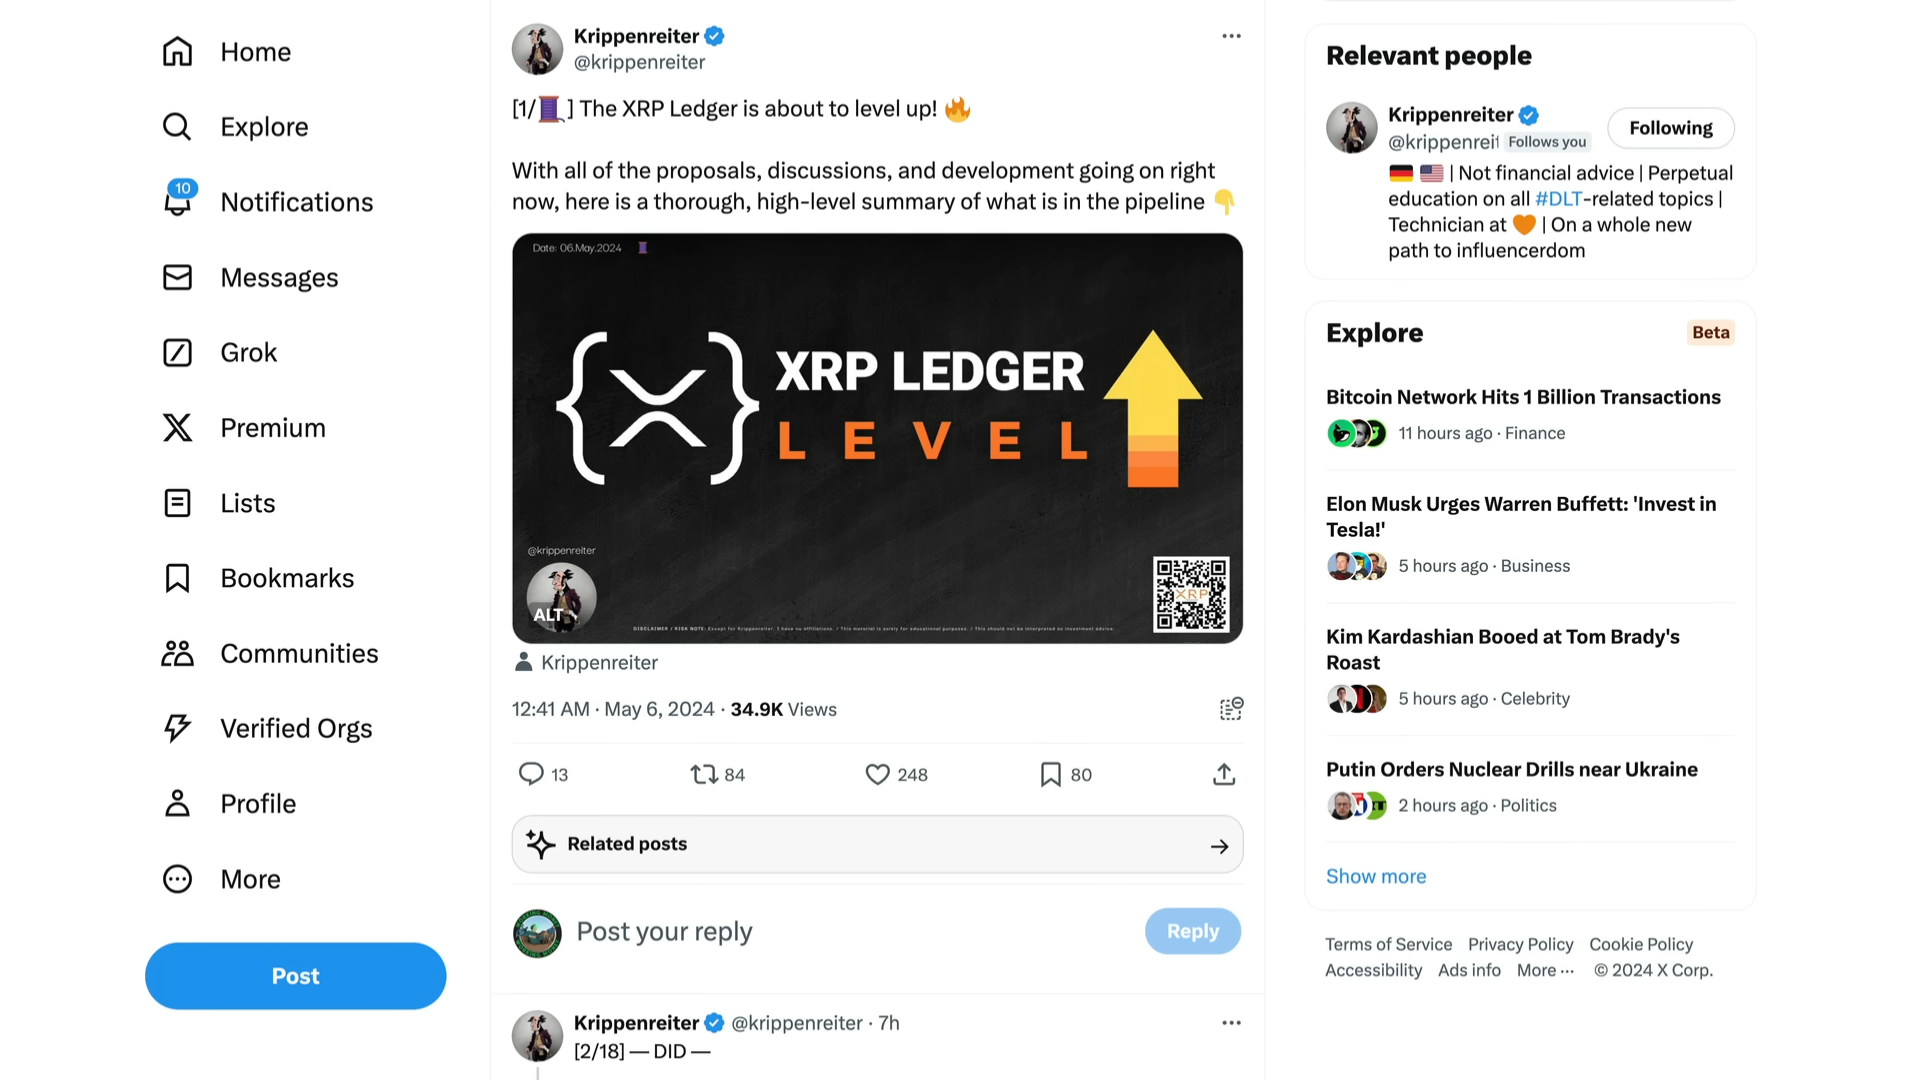 Home
Explore
10
Notifications
Messages
Grok
Premium
Lists
Bookmarks
Communities
Verified Orgs
Profile
More
Post
Krippenreiter
@krippenreiter
[1/🧵] The XRP Ledger is about to level up! 🔥
With all of the proposals, discussions, and development going on right
now, here is a thorough, high-level summary of what is in the pipeline 👇
Date: 06.May.2024
XRP LEDGER
LEVEL
@krippenreiter
ALT
XRP
DISCLAIMER / RISK NOTE: Except for Krippenreiter, I have no affiliations. / This material is solely for educational purposes. / This should not be interpreted as investment advice.
Krippenreiter
12:41 AM · May 6, 2024 · 34.9K Views
13
84
248
80
Related posts
Post your reply
Reply
Krippenreiter @krippenreiter · 7h
[2/18] — DID —
Relevant people
Krippenreiter
@krippenreit Follows you
Following
🇩🇪 🇺🇸 | Not financial advice | Perpetual
education on all #DLT-related topics |
Technician at 🧡 | On a whole new
path to influencerdom
Explore
Beta
Bitcoin Network Hits 1 Billion Transactions
11 hours ago · Finance
Elon Musk Urges Warren Buffett: 'Invest in
Tesla!'
5 hours ago · Business
Kim Kardashian Booed at Tom Brady's
Roast
5 hours ago · Celebrity
Putin Orders Nuclear Drills near Ukraine
2 hours ago · Politics
Show more
Terms of Service Privacy Policy Cookie Policy
Accessibility Ads info More ··· © 2024 X Corp.